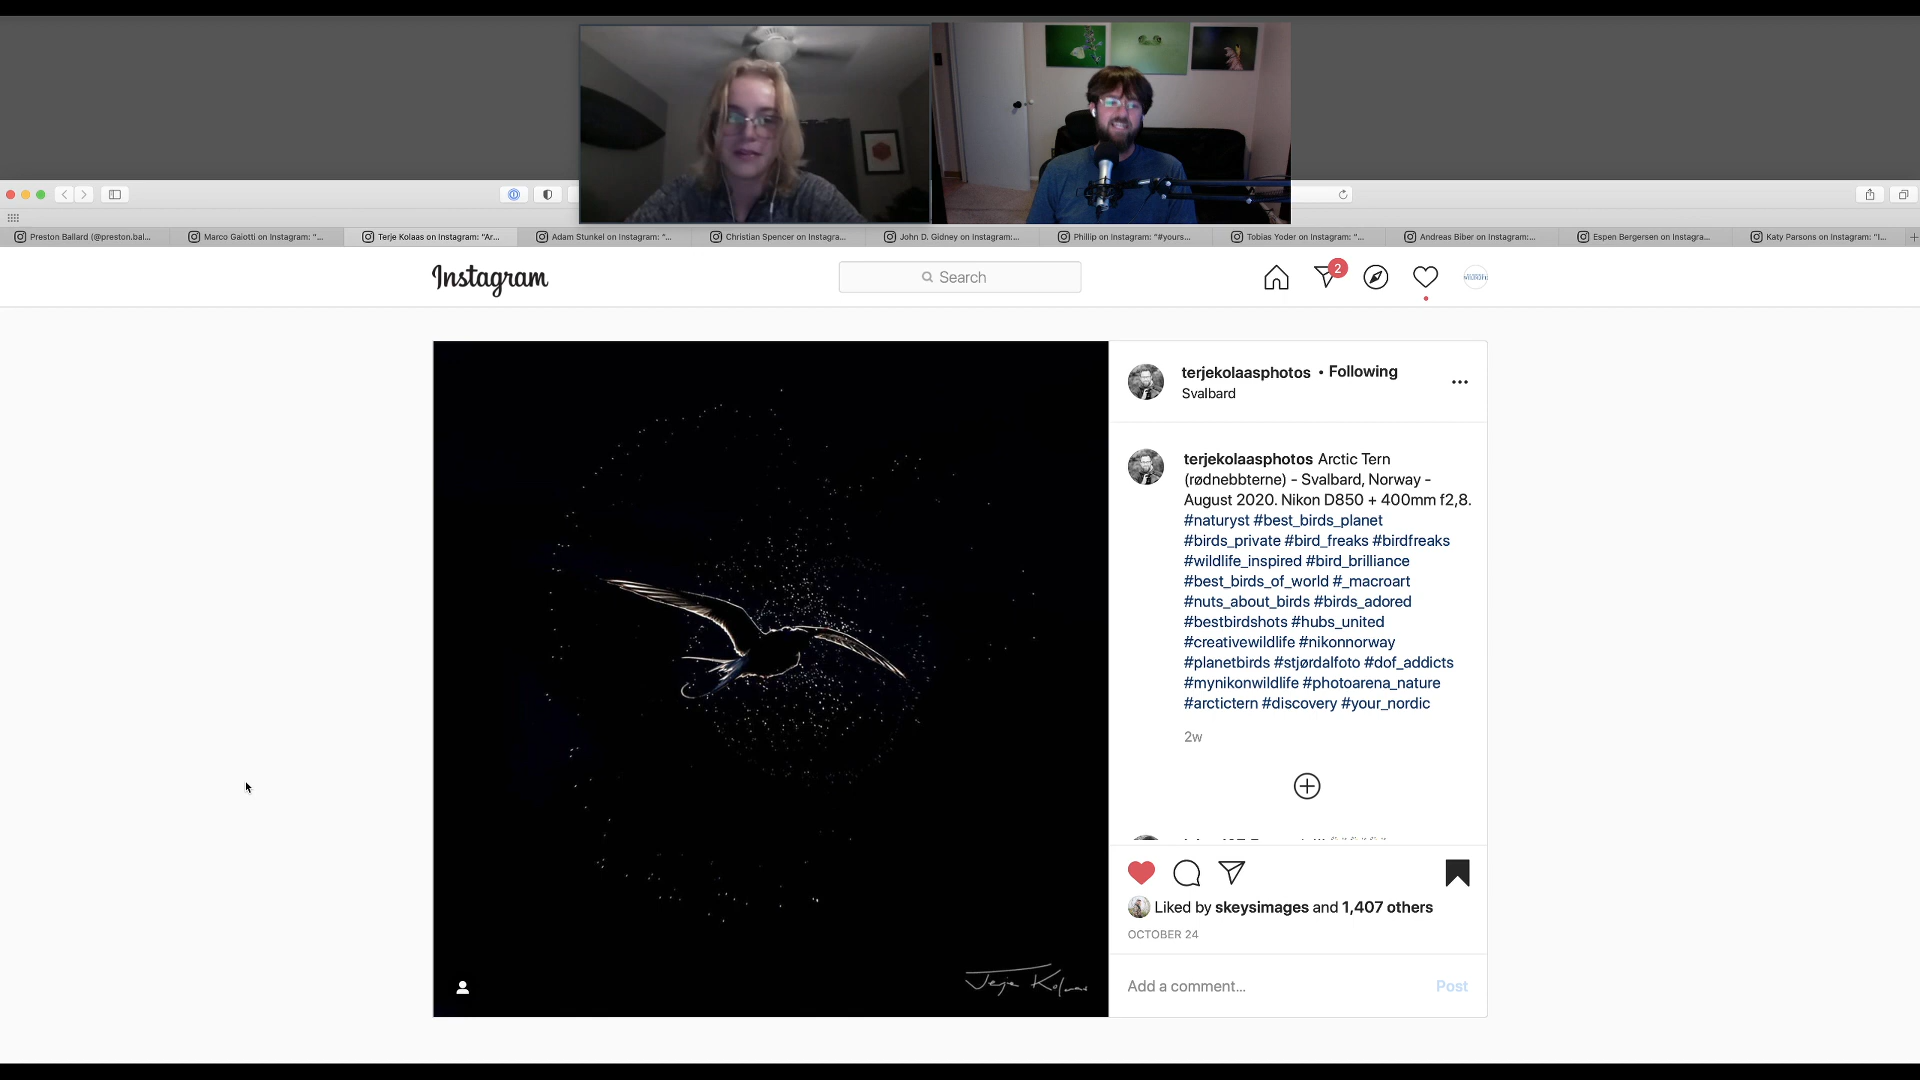 Preston Ballard (@preston.bal...
Marco Gaiotti on Instagram: "...
Terje Kolaas on Instagram: "Ar...
Adam Stunkel on Instagram: "...
Christian Spencer on Instagra...
John D. Gidney on Instagram:...
Phillip on Instagram: "#yours...
Tobias Yoder on Instagram: "...
Andreas Biber on Instagram:...
Espen Bergersen on Instagra...
Katy Parsons on Instagram: "I...
Instagram
Search
2
terjekolaasphotos • Following
Svalbard
terjekolaasphotos Arctic Tern
(rødnebbterne) - Svalbard, Norway -
August 2020. Nikon D850 + 400mm f2,8.
#naturyst #best_birds_planet
#birds_private #bird_freaks #birdfreaks
#wildlife_inspired #bird_brilliance
#best_birds_of_world #_macroart
#nuts_about_birds #birds_adored
#bestbirdshots #hubs_united
#creativewildlife #nikonnorway
#planetbirds #stjørdalfoto #dof_addicts
#mynikonwildlife #photoarena_nature
#arctictern #discovery #your_nordic
2w
Liked by skeysimages and 1,407 others
OCTOBER 24
Add a comment...
Post
Terje Kolaas